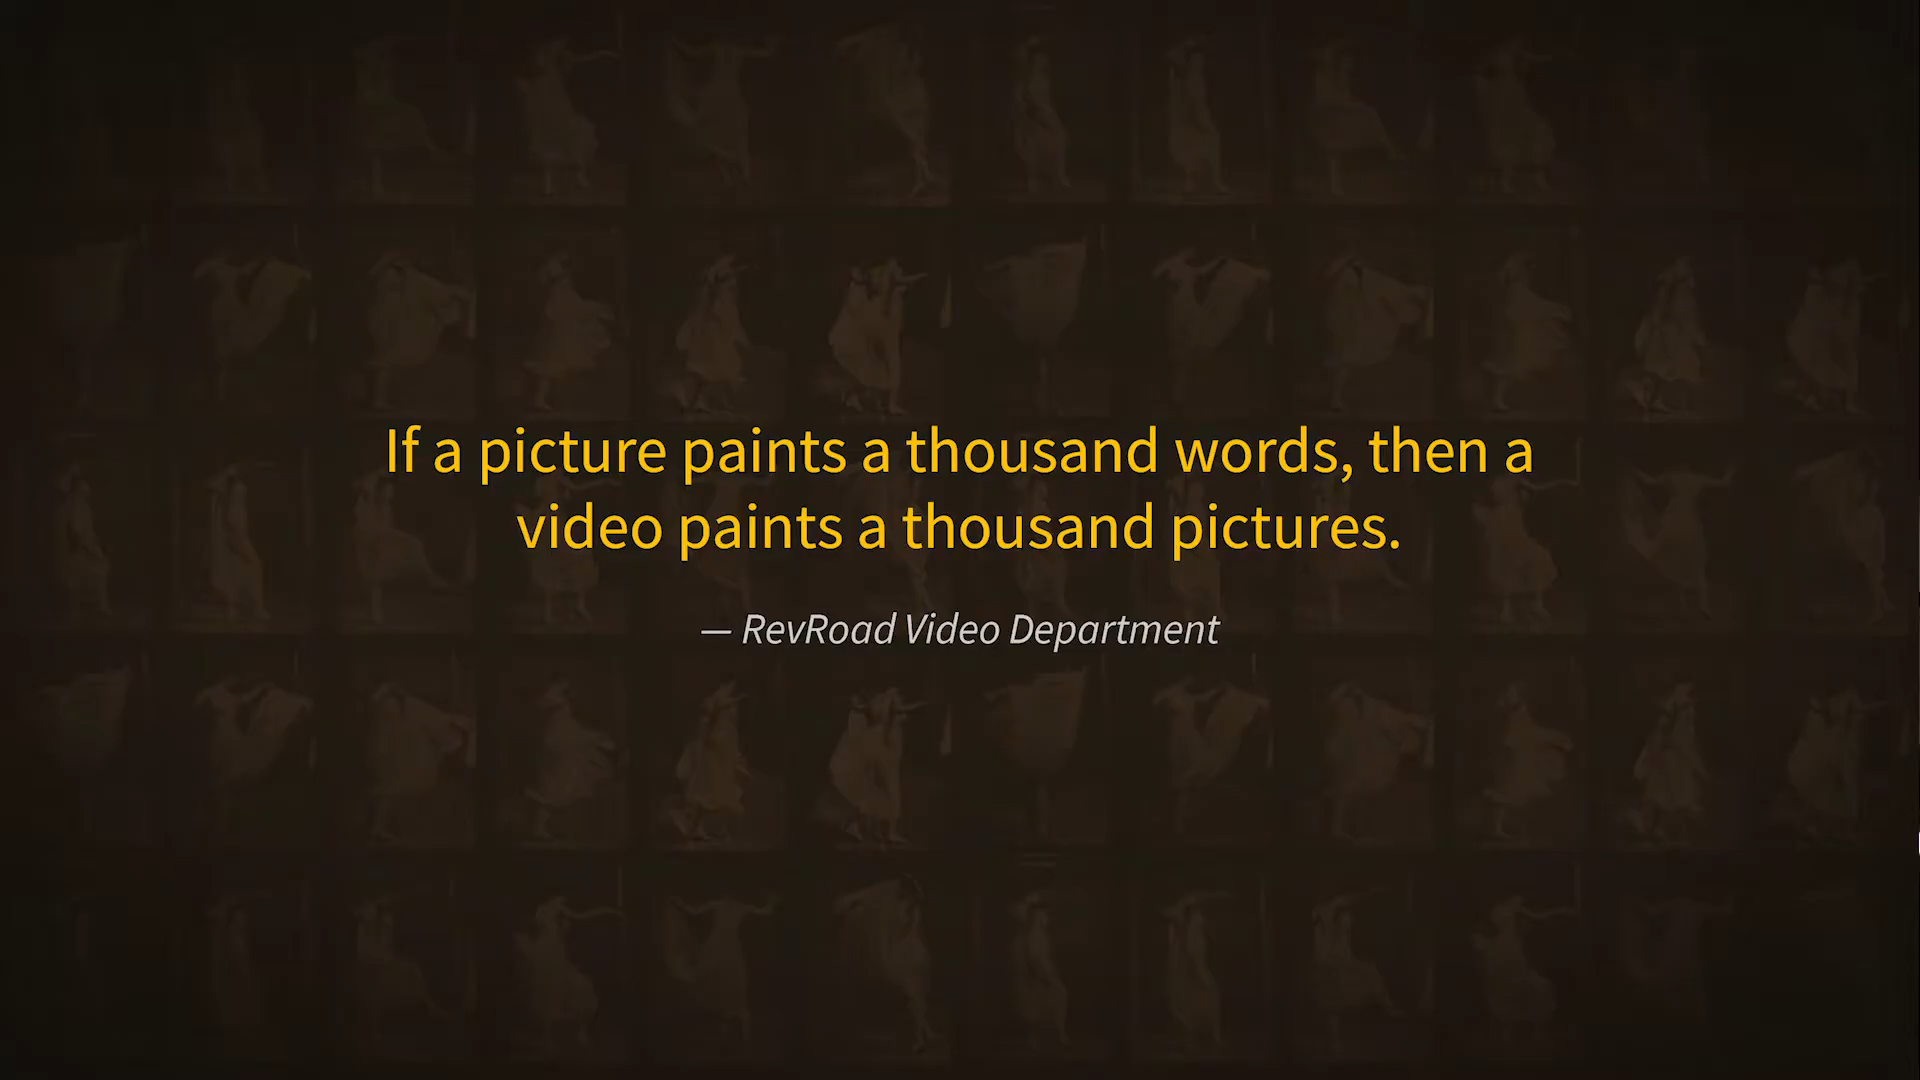 If a picture paints a thousand words, then a
video paints a thousand pictures.
— RevRoad Video Department